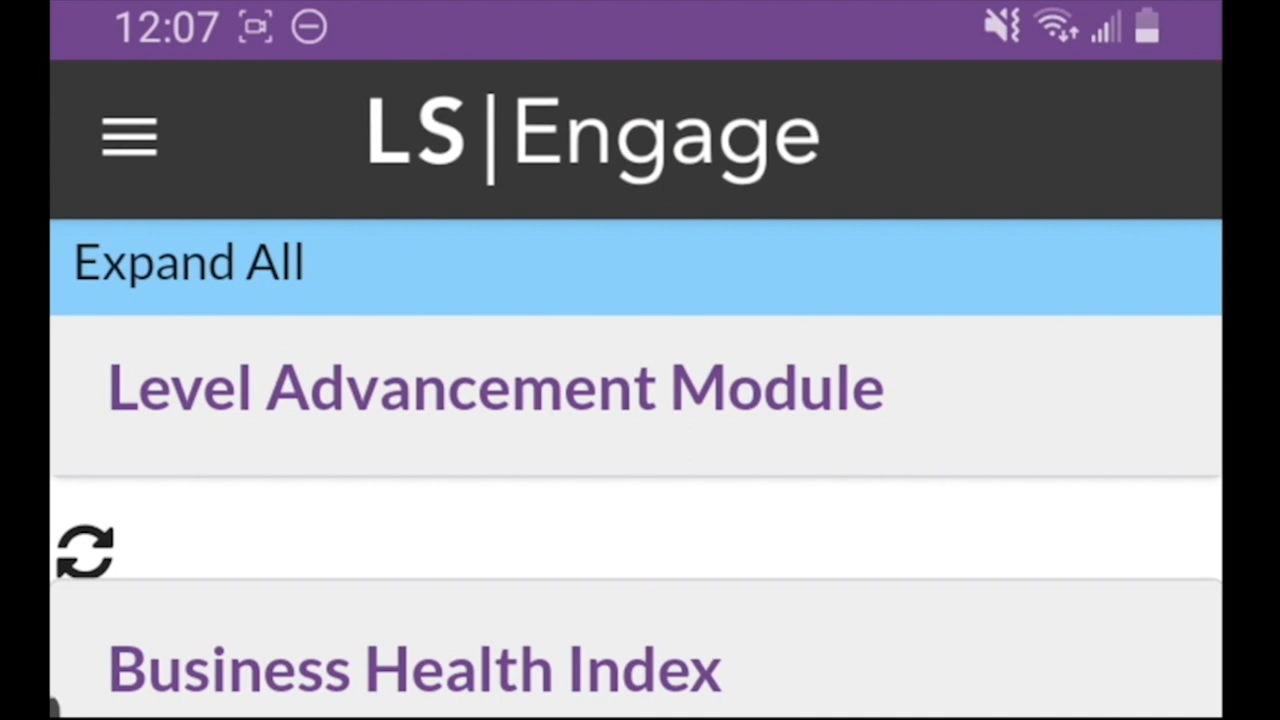 12:07
LS|Engage
Expand All
Level Advancement Module
Business Health Index